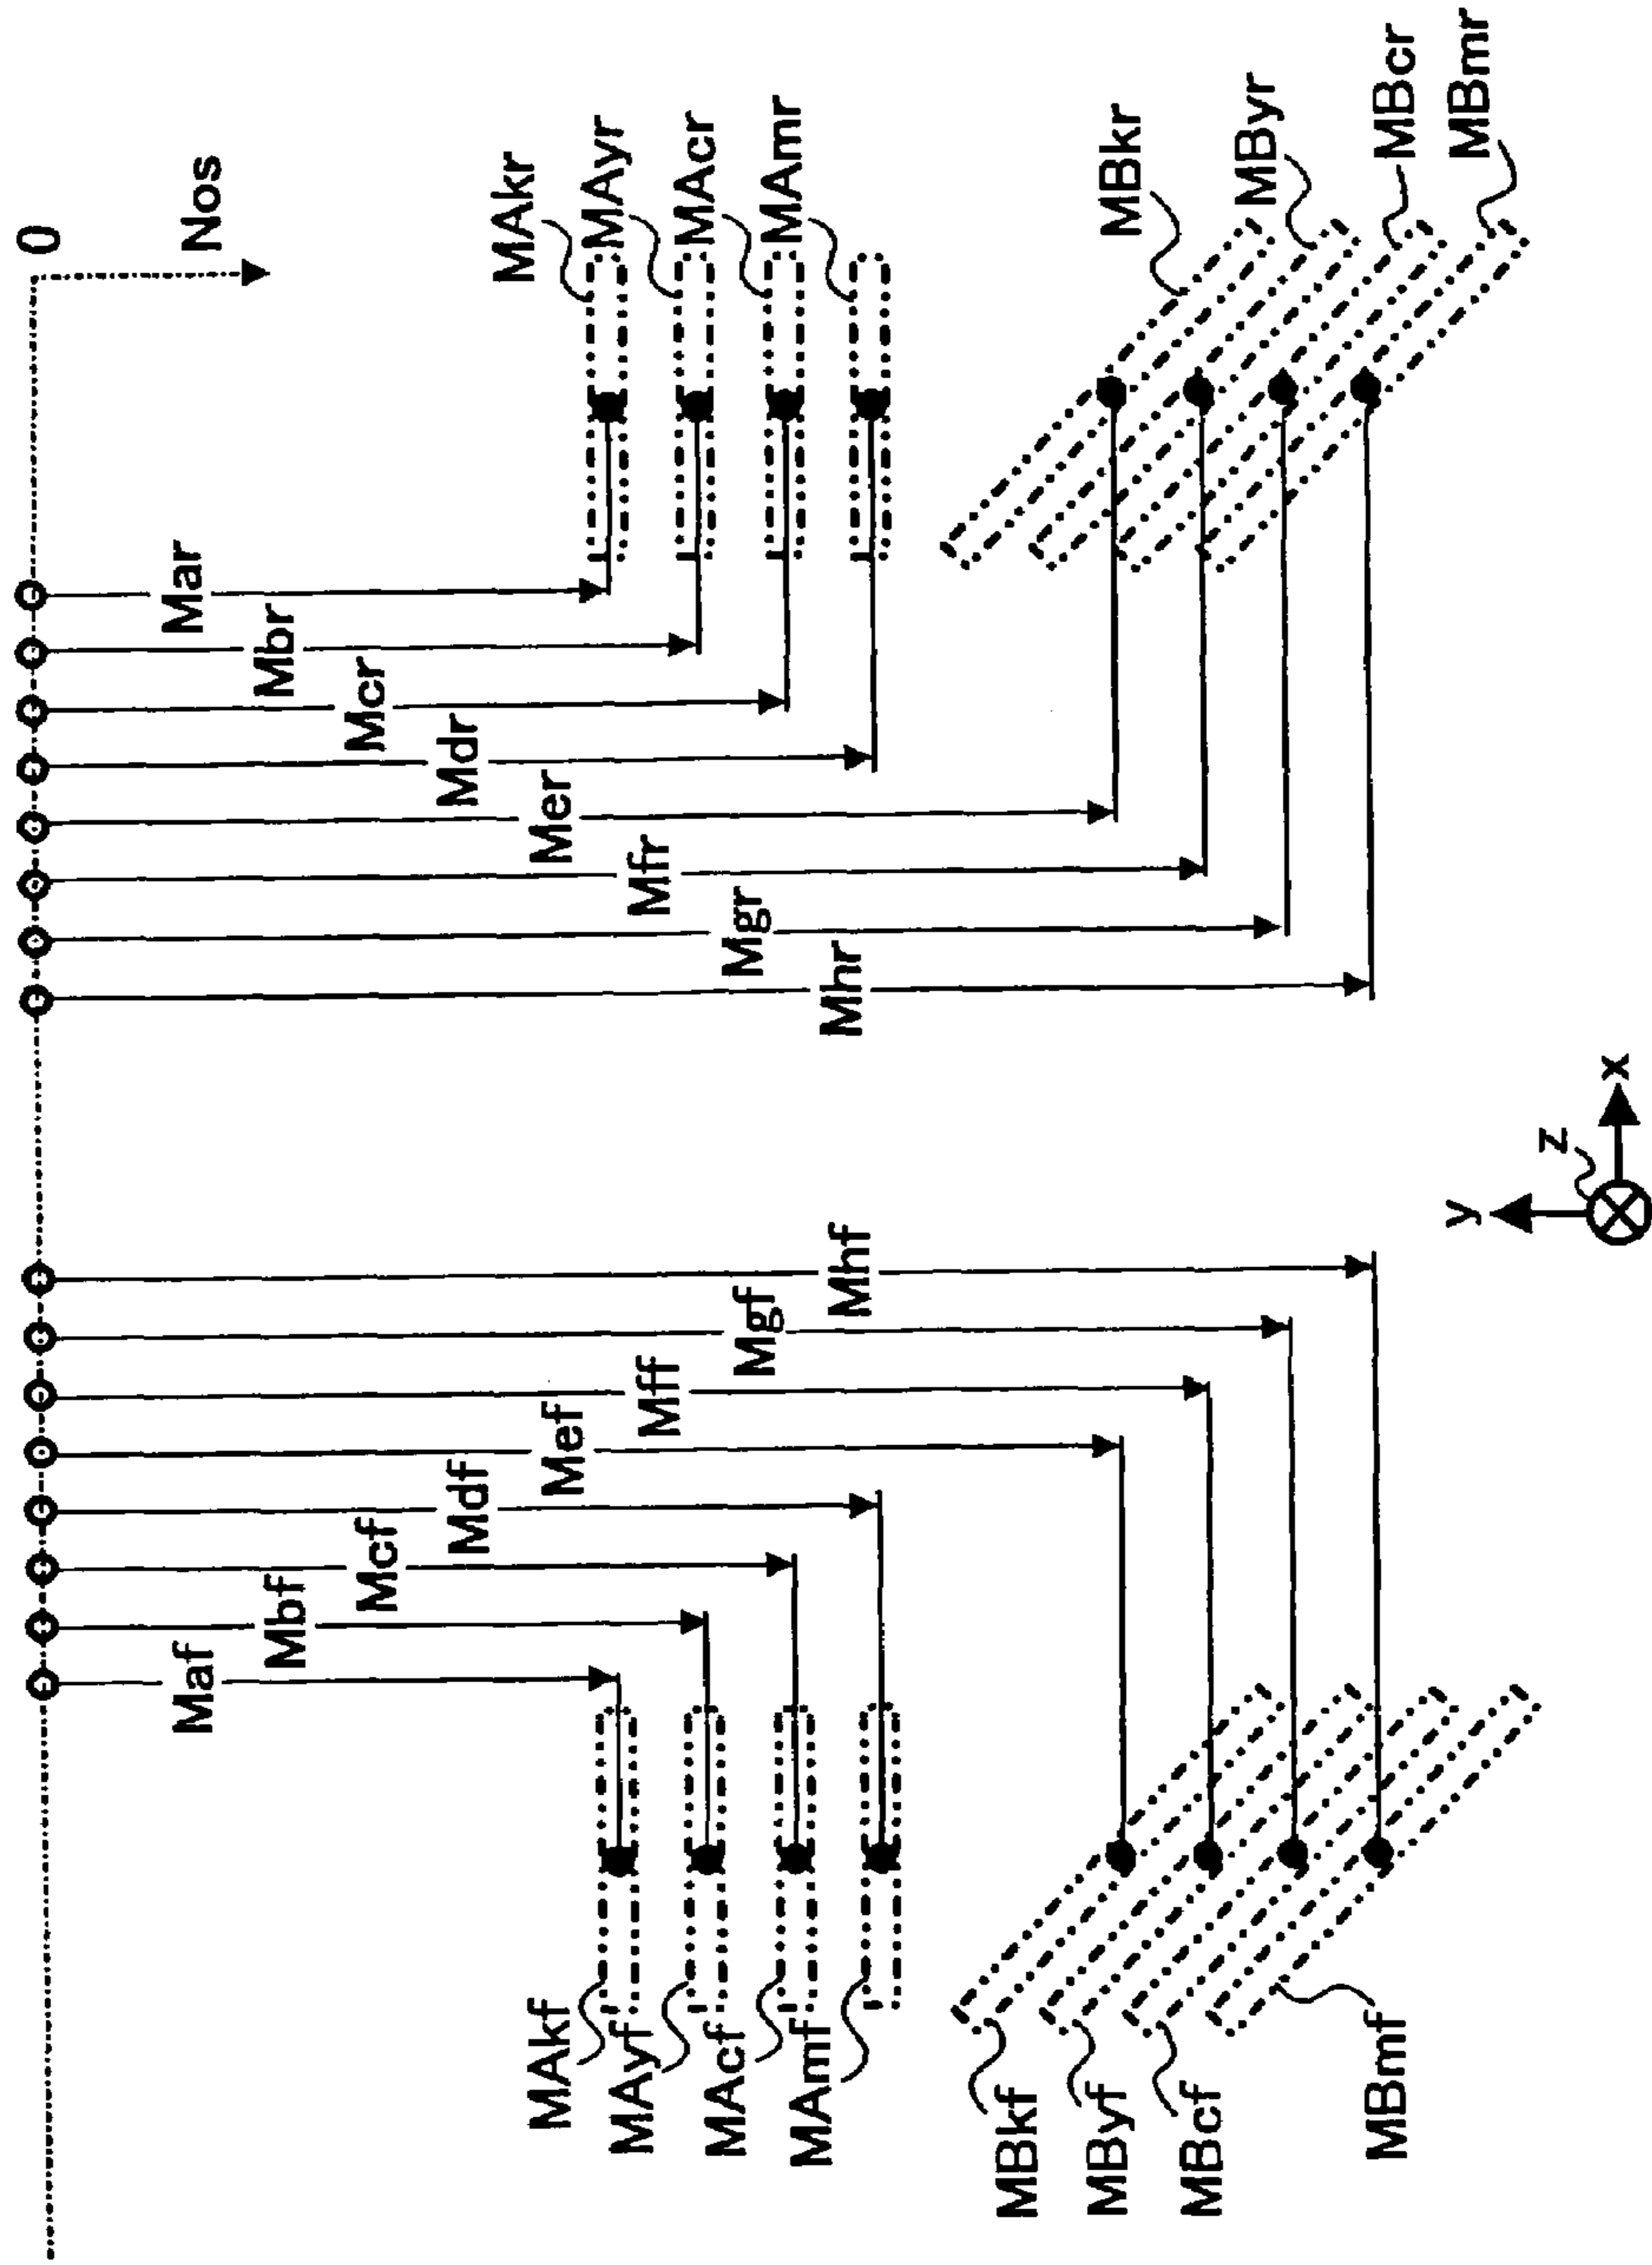 0
Nos
MAkr
MAyr
MAcr
MAmr
Mar
Mbr
Mcr
Mdr
Mer
Mfr
Mgr
Mhr
MBkr
MByr
MBcr
MBmr
x
y
z
Mhf
Mgf
Mff
Mef
Mdf
Mcf
Mbf
Maf
MAkf
MAyf
MAcf
MAmf
MBkf
MByf
MBcf
MBmf